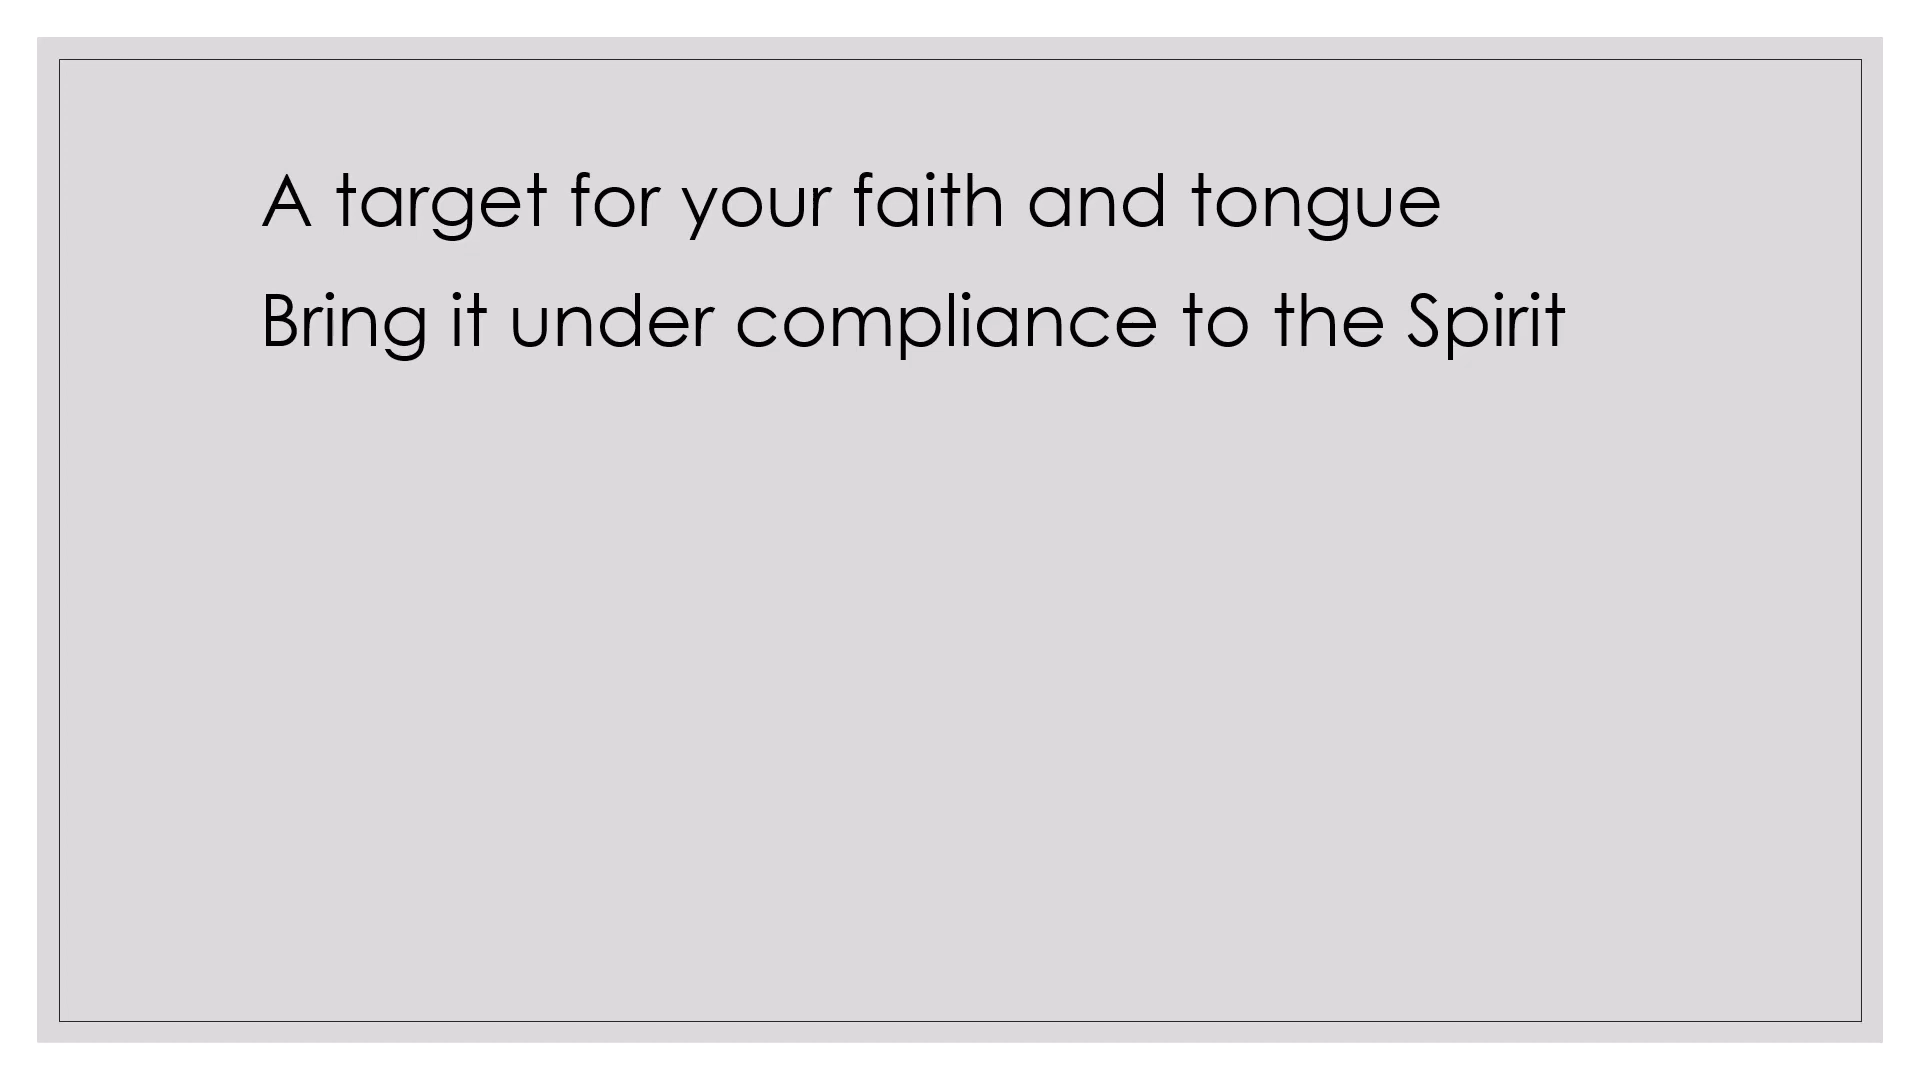 A target for your faith and tongue
Bring it under compliance to the Spirit